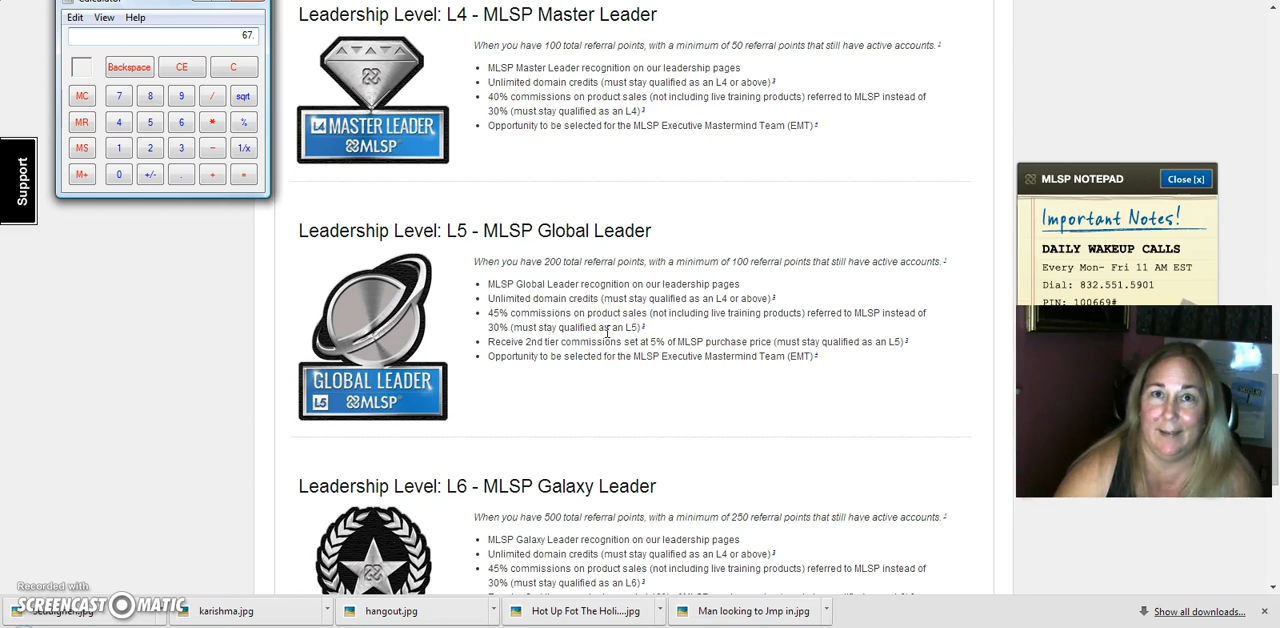 Edit View Help
67.
Backspace CE C
MC 7 8 9 / sqrt
MR 4 5 6 * %
MS 1 2 3 - 1/x
M+ 0 +/- . + =
Support
Leadership Level: L4 - MLSP Master Leader
When you have 100 total referral points, with a minimum of 50 referral points that still have active accounts.
MLSP Master Leader recognition on our leadership pages
Unlimited domain credits (must stay qualified as an L4 or above)
40% commissions on product sales (not including live training products) referred to MLSP instead of
30% (must stay qualified as an L4)
Opportunity to be selected for the MLSP Executive Mastermind Team (EMT)
L4 MASTER LEADER
MLSP
Leadership Level: L5 - MLSP Global Leader
When you have 200 total referral points, with a minimum of 100 referral points that still have active accounts.
MLSP Global Leader recognition on our leadership pages
Unlimited domain credits (must stay qualified as an L4 or above)
45% commissions on product sales (not including live training products) referred to MLSP instead of
30% (must stay qualified as an L5)
Receive 2nd tier commissions set at 5% of MLSP purchase price (must stay qualified as an L5)
Opportunity to be selected for the MLSP Executive Mastermind Team (EMT)
GLOBAL LEADER
L5 MLSP
Leadership Level: L6 - MLSP Galaxy Leader
When you have 500 total referral points, with a minimum of 250 referral points that still have active accounts.
MLSP Galaxy Leader recognition on our leadership pages
Unlimited domain credits (must stay qualified as an L4 or above)
45% commissions on product sales (not including live training products) referred to MLSP instead of
30% (must stay qualified as an L6)
MLSP NOTEPAD Close [x]
Important Notes!
DAILY WAKEUP CALLS
Every Mon- Fri 11 AM EST
Dial: 832.551.5901
PIN: 100669#
Recorded with
SCREENCAST-O-MATIC
karishma.jpg
hangout.jpg
Hot Up Fot The Holi....jpg
Man looking to Jmp in.jpg
Show all downloads...